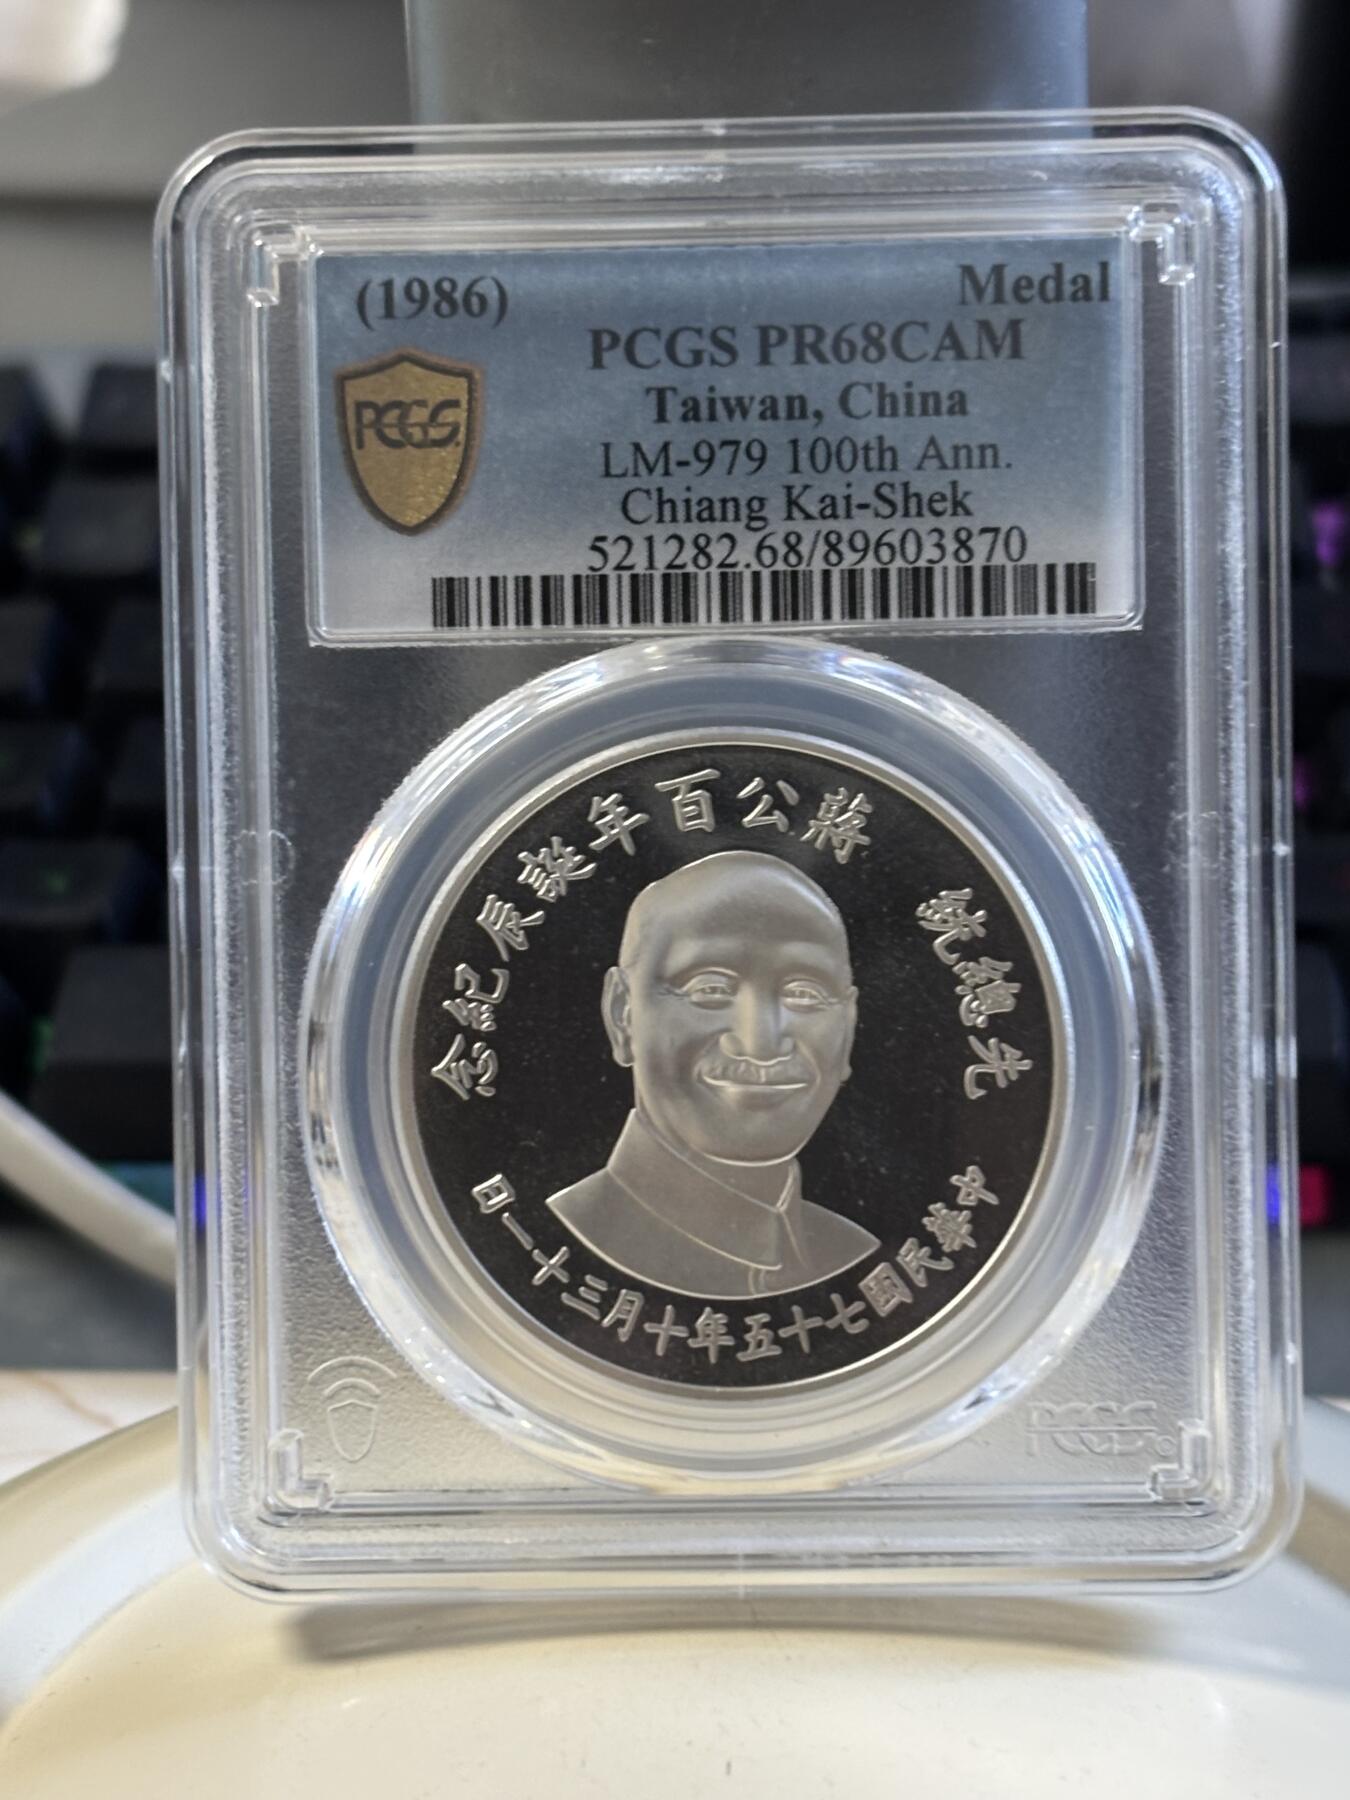 (1986)
Medal
PCGS PR68CAM
Taiwan, China
LM-979 100th Ann.
Chiang Kai-Shek
521282.68/89603870
PCGS
先總統 蔣公百年誕辰紀念
中華民國七十五年十月三十一日
PCGS